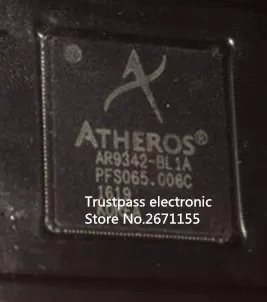 ATHEROS®
AR9342-BL1A
PFS065.006C
1619
Trustpass electronic
Store No.2671155